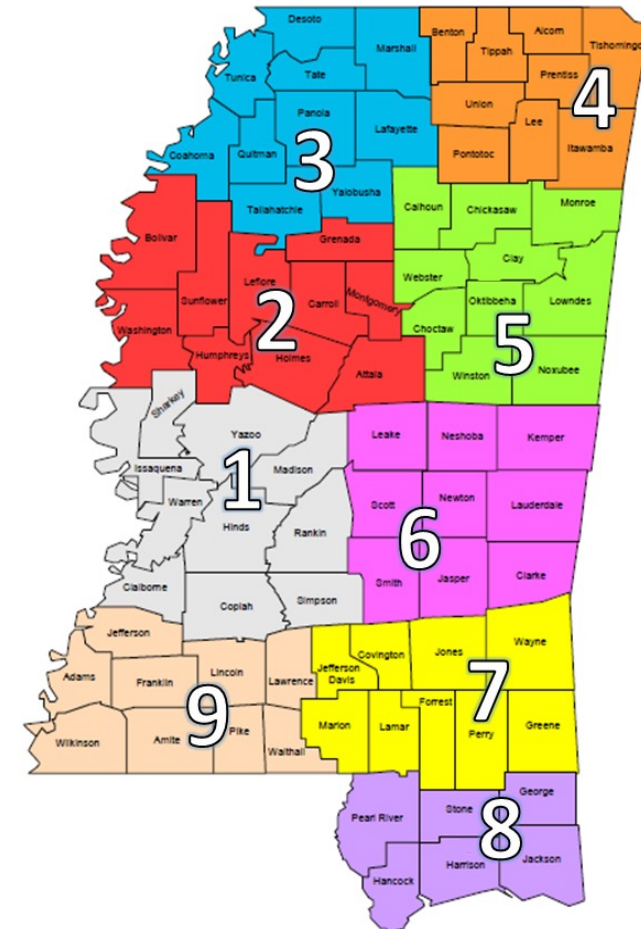 Desoto
Marshall
Tunica
Tate
Panola
Lafayette
Coahoma
Quitman
3
Yalobusha
Tallahatchie
Benton
Tippah
Alcorn
Tishomingo
Prentiss
4
Union
Lee
Pontotoc
Itawamba
Bolivar
Grenada
Leflore
Sunflower
Carroll
Montgomery
2
Washington
Humphreys
Holmes
Attala
Calhoun
Chickasaw
Monroe
Clay
Webster
Oktibbeha
Lowndes
Choctaw
5
Winston
Noxubee
Sharkey
Yazoo
Issaquena
Madison
1
Warren
Hinds
Rankin
Claiborne
Copiah
Simpson
Leake
Neshoba
Kemper
Scott
Newton
Lauderdale
6
Smith
Jasper
Clarke
Jefferson
Adams
Franklin
Lincoln
Lawrence
9
Wilkinson
Amite
Pike
Walthall
Jefferson
Davis
Covington
Jones
Wayne
7
Marion
Lamar
Forrest
Perry
Greene
Pearl River
Stone
George
8
Hancock
Harrison
Jackson